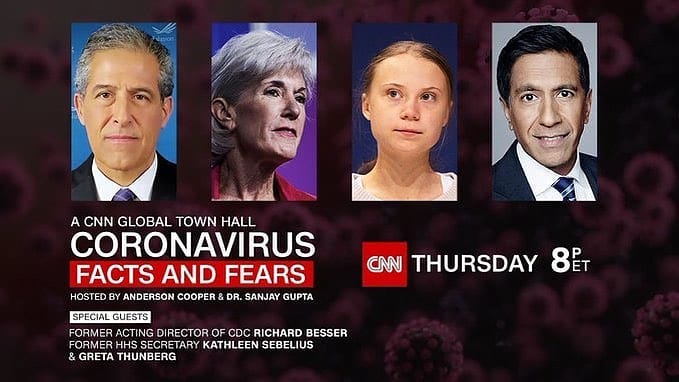 A CNN GLOBAL TOWN HALL
CORONAVIRUS
FACTS AND FEARS
HOSTED BY ANDERSON COOPER & DR. SANJAY GUPTA
SPECIAL GUESTS
FORMER ACTING DIRECTOR OF CDC RICHARD BESSER
FORMER HHS SECRETARY KATHLEEN SEBELIUS
& GRETA THUNBERG
CNN THURSDAY 8P ET